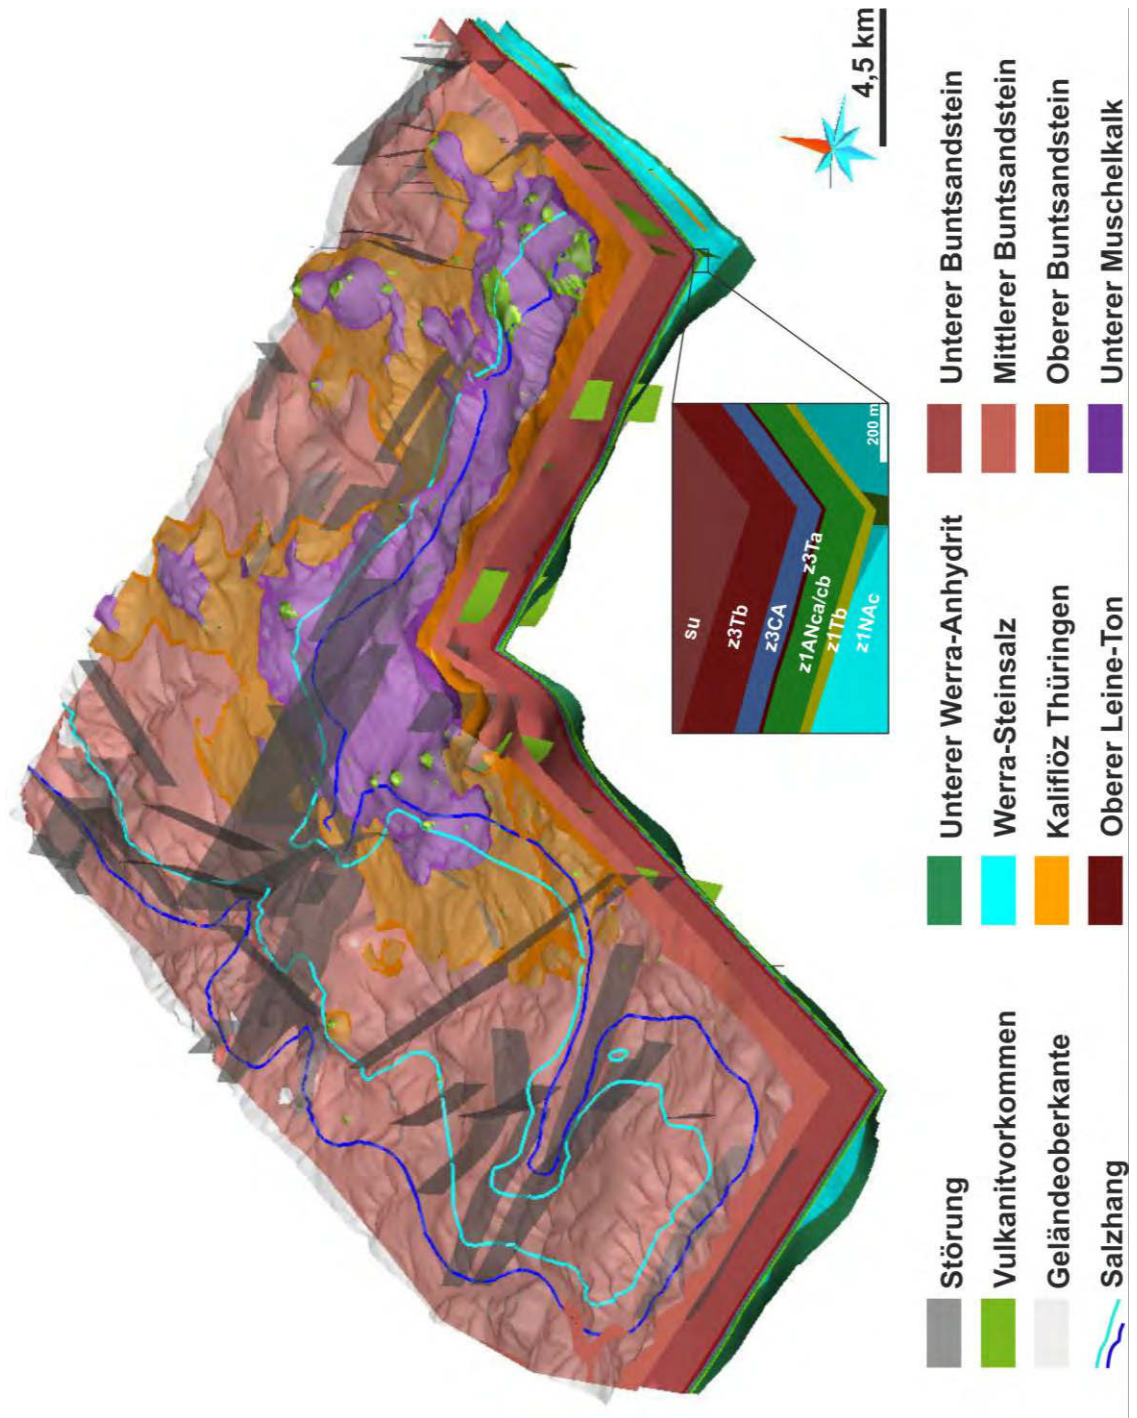 4,5 km
su
z3Tb
z3CA
z3Ta
z1ANca/cb
z1Tb
z1NAc
200 m
Störung
Vulkanitvorkommen
Geländeoberkante
Salzhang
Unterer Werra-Anhydrit
Werra-Steinsalz
Kaliflöz Thüringen
Oberer Leine-Ton
Unterer Buntsandstein
Mittlerer Buntsandstein
Oberer Buntsandstein
Unterer Muschelkalk